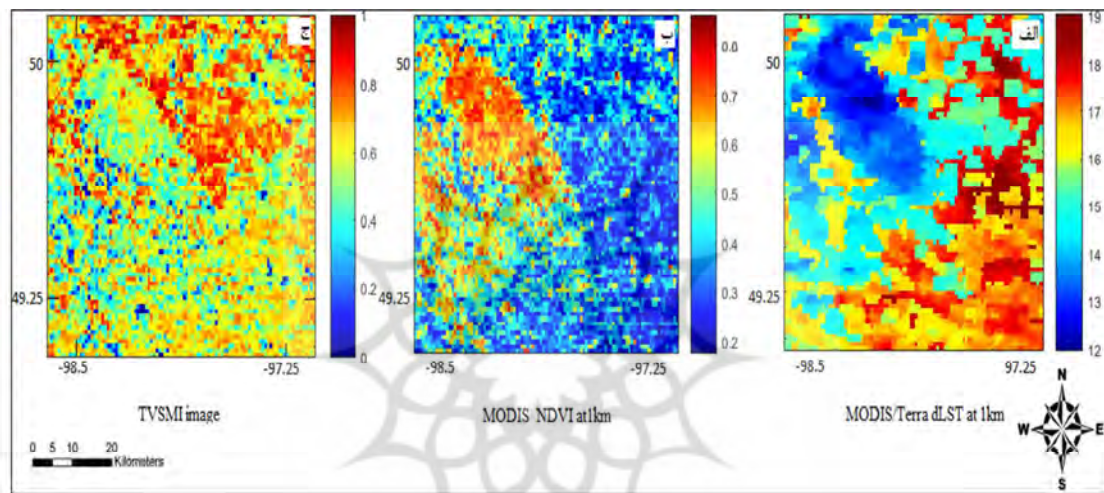 ج
50
49.25
-98.5
-97.25
1
0.8
0.6
0.4
0.2
0
TVSMI image
ب
-98.5
-97.25
0.8
0.7
0.6
0.5
0.4
0.3
0.2
MODIS NDVI at1km
الف
50
49.25
-98.5
97.25
19
18
17
16
15
14
13
12
MODIS/Terra dLST at 1km
0 5 10 20
Kilometers
N
W E
S